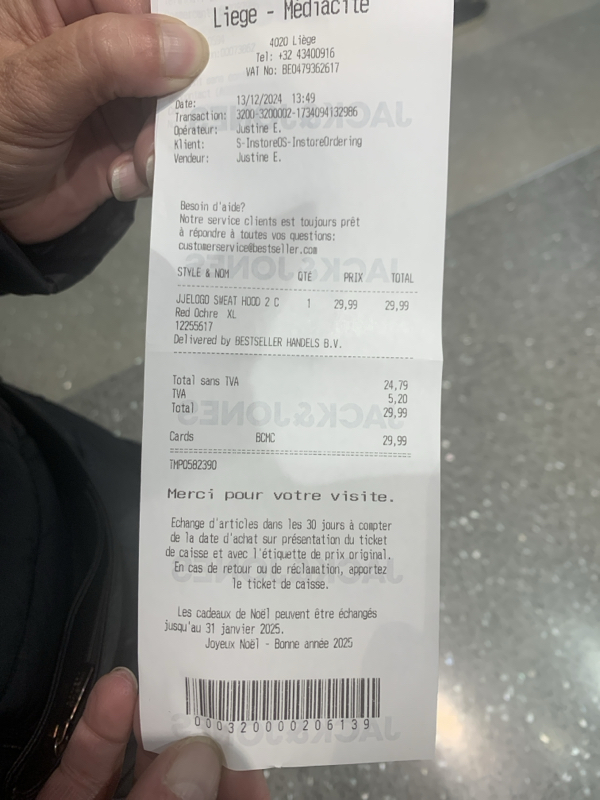 Liege - Médiacité
4020 Liège
Tel: +32 43400916
VAT No: BE0479362617
Date: 13/12/2024 13:49
Transaction: 3200-3200002-1734094132986
Opérateur: Justine E.
Klient: S-InstoreOS-InstoreOrdering
Vendeur: Justine E.
Besoin d'aide?
Notre service clients est toujours prêt
à répondre à toutes vos questions:
customerservice@bestseller.com
STYLE & NOM QTÉ PRIX TOTAL
JJELOGO SWEAT HOOD 2 C 1 29,99 29,99
Red Ochre XL
12255617
Delivered by BESTSELLER HANDELS B.V.
Total sans TVA 24,79
TVA 5,20
Total 29,99
Cards BCMC 29,99
TMP0582390
Merci pour votre visite.
Echange d'articles dans les 30 jours à compter
de la date d'achat sur présentation du ticket
de caisse et avec l'étiquette de prix original.
En cas de retour ou de réclamation, apportez
le ticket de caisse.
Les cadeaux de Noël peuvent être échangés
jusqu'au 31 janvier 2025.
Joyeux Noël - Bonne année 2025
000320000206139